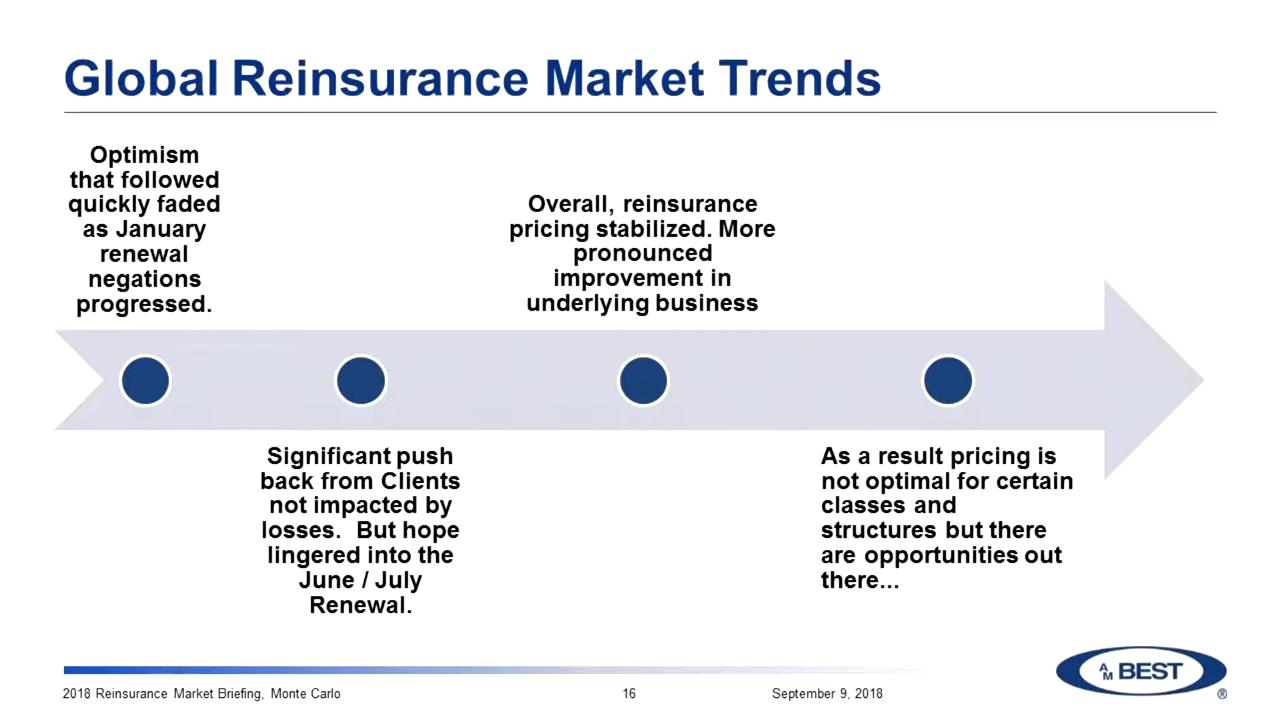 Global Reinsurance Market Trends
Optimism
that followed
quickly faded
as January
renewal
negations
progressed.
Significant push
back from Clients
not impacted by
losses.  But hope
lingered into the
June / July
Renewal.
Overall, reinsurance
pricing stabilized. More
pronounced
improvement in
underlying business
As a result pricing is
not optimal for certain
classes and
structures but there
are opportunities out
there...
2018 Reinsurance Market Briefing, Monte Carlo
16
September 9, 2018
AM BEST
®